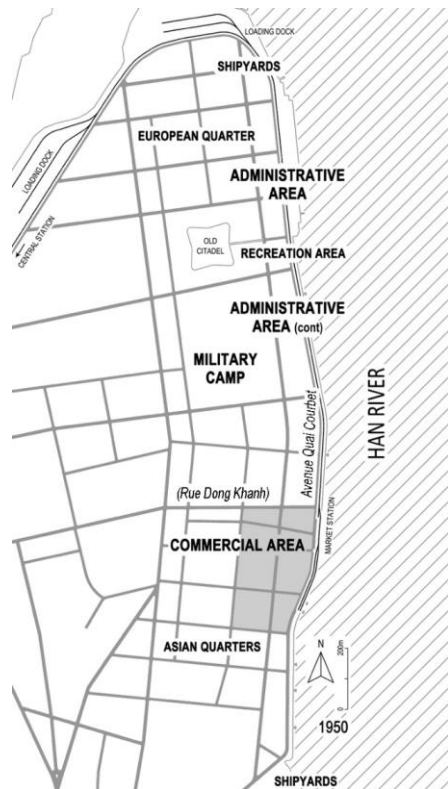 LOADING DOCK
SHIPYARDS
EUROPEAN QUARTER
LOADING DOCK
ADMINISTRATIVE
AREA
CENTRAL STATION
OLD
CITADEL
RECREATION AREA
ADMINISTRATIVE
AREA (cont)
MILITARY
CAMP
HAN RIVER
Avenue Quai Courbet
(Rue Dong Khanh)
MARKET STATION
COMMERCIAL AREA
ASIAN QUARTERS
N
200m
0
1950
SHIPYARDS